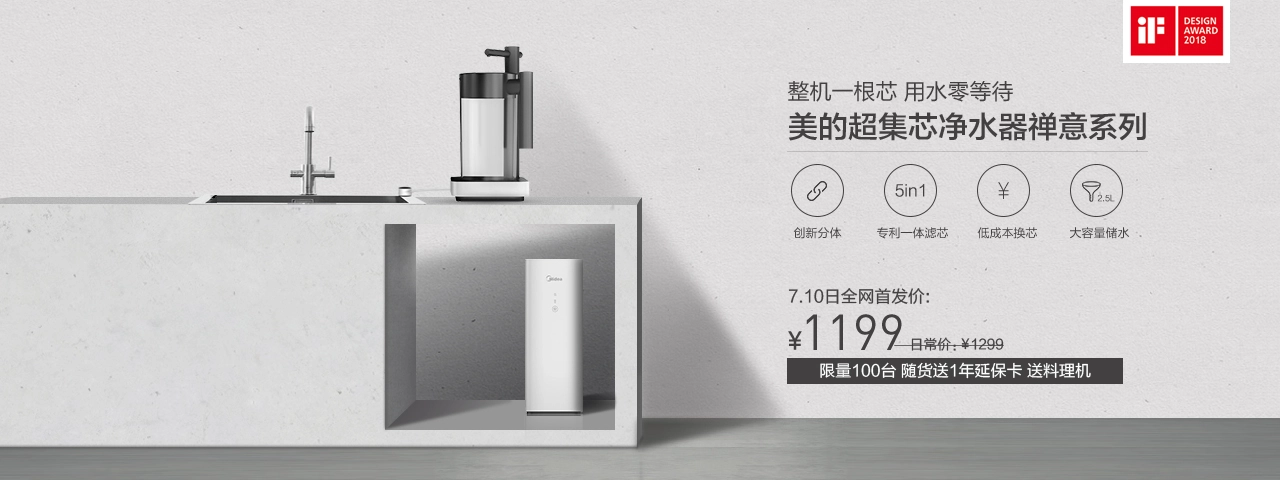 iF DESIGN AWARD 2018
整机一根芯 用水零等待
美的超集芯净水器禅意系列
5in1
¥
2.5L
创新分体 专利一体滤芯 低成本换芯 大容量储水
7.10日全网首发价:
¥1199 日常价:¥1299
限量100台 随货送1年延保卡 送料理机
Midea